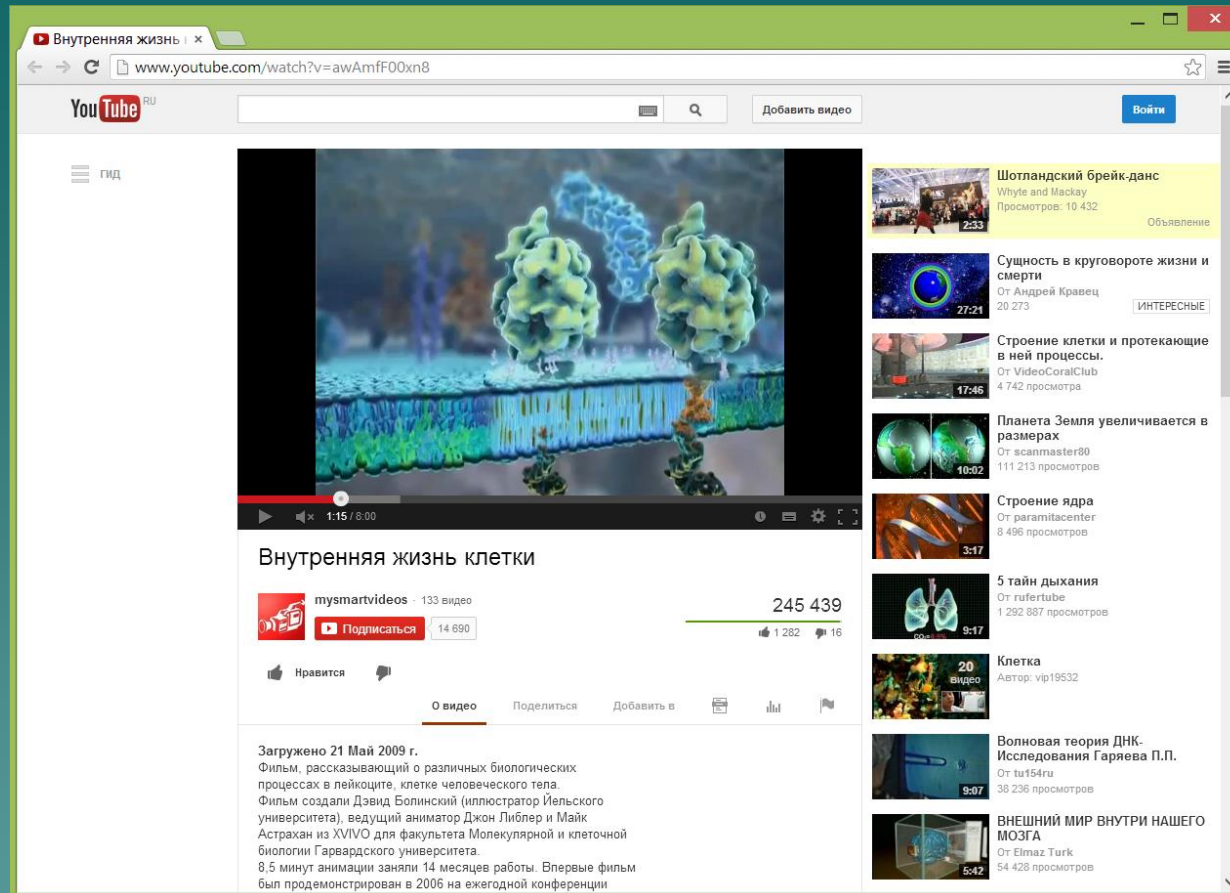 Внутренняя жизнь
www.youtube.com/watch?v=awAmfF00xn8
YouTube RU
Добавить видео
Войти
ГИД
1:15 / 8:00
Внутренняя жизнь клетки
mysmartvideos · 133 видео
Подписаться 14 690
245 439
1 282 16
Нравится
О видео Поделиться Добавить в
Загружено 21 Май 2009 г.
Фильм, рассказывающий о различных биологических
процессах в лейкоците, клетке человеческого тела.
Фильм создали Дэвид Болинский (иллюстратор Йельского
университета), ведущий аниматор Джон Либлер и Майк
Астрахан из XVIVO для факультета Молекулярной и клеточной
биологии Гарвардского университета.
8,5 минут анимации заняли 14 месяцев работы. Впервые фильм
был продемонстрирован в 2006 на ежегодной конференции
Шотландский брейк-данс
Whyte and Mackay
Просмотров: 10 432
Объявление
2:33
Сущность в круговороте жизни и
смерти
От Андрей Кравец
20 273 ИНТЕРЕСНЫЕ
27:21
Строение клетки и протекающие
в ней процессы.
От VideoCoralClub
4 742 просмотра
17:46
Планета Земля увеличивается в
размерах
От scanmaster80
111 213 просмотров
10:02
Строение ядра
От paramitacenter
8 496 просмотров
3:17
5 тайн дыхания
От rufertube
1 292 887 просмотров
9:17
Клетка
Автор: vip19532
20
видео
Волновая теория ДНК-
Исследования Гаряева П.П.
От tu154ru
38 236 просмотров
9:07
ВНЕШНИЙ МИР ВНУТРИ НАШЕГО
МОЗГА
От Elmaz Turk
54 428 просмотров
5:42